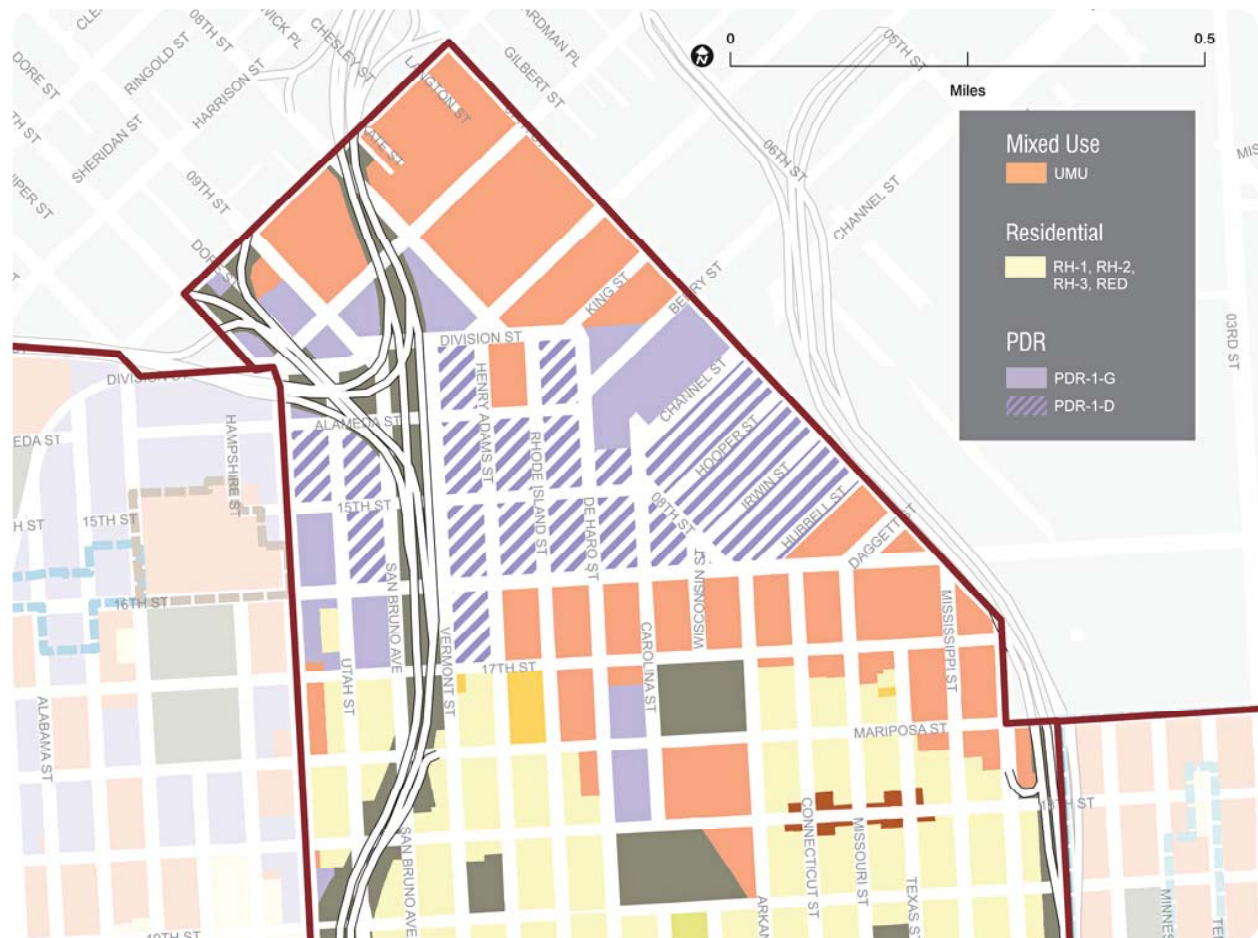 CHESLEY ST
08TH ST
RINGOLD ST
DORE ST
HARRISON ST
SHERIDAN ST
LANGTON ST
GILBERT ST
09TH ST
0
0.5
Miles
N
05TH ST
06TH ST
CHANNEL ST
03RD ST
Mixed Use
UMU
Residential
RH-1, RH-2,
RH-3, RED
PDR
PDR-1-G
PDR-1-D
KING ST
BERRY ST
DIVISION ST
DIVISION ST
CHANNEL ST
ALAMEDA ST
HAMPSHIRE ST
HENRY ADAMS ST
RHODE ISLAND ST
HOOPER ST
IRWIN ST
HUBBELL ST
DAGGETT ST
08TH ST
15TH ST
15TH ST
DE HARO ST
16TH ST
SAN BRUNO AVE
VERMONT ST
UTAH ST
WISCONSIN ST
CAROLINA ST
MISSISSIPPI ST
17TH ST
ALABAMA ST
MARIPOSA ST
SAN BRUNO AVE
CONNECTICUT ST
MISSOURI ST
TEXAS ST